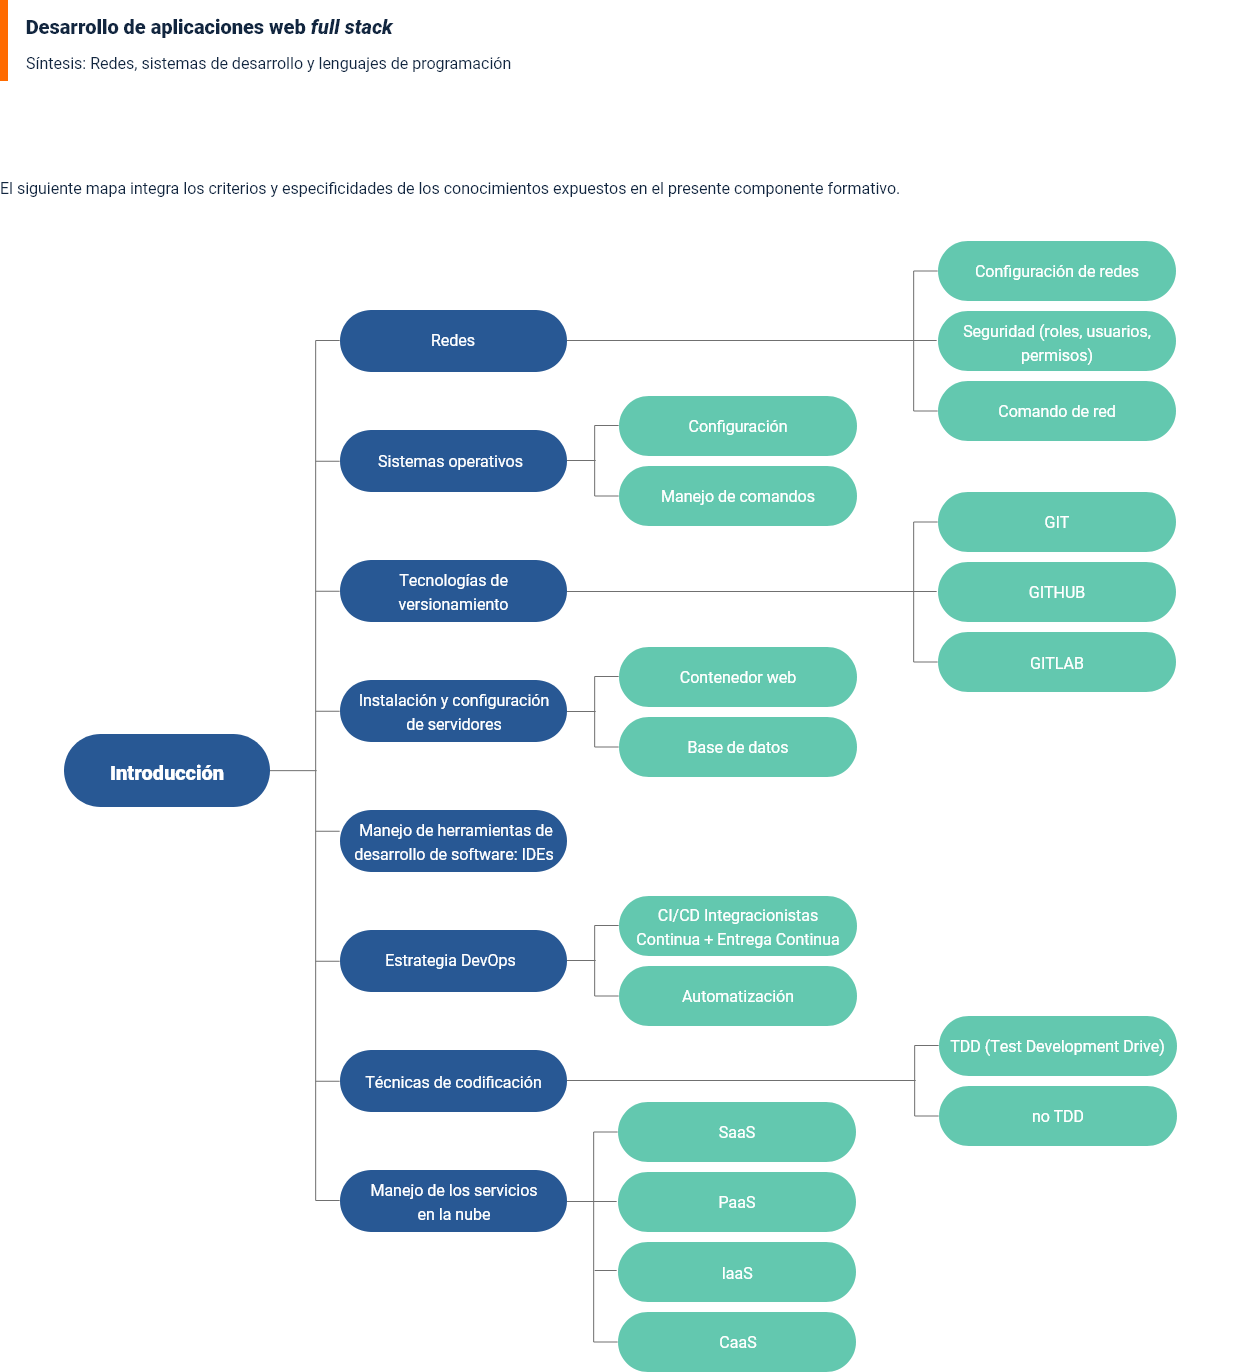 Desarrollo de aplicaciones web full stack
Síntesis: Redes, sistemas de desarrollo y lenguajes de programación
El siguiente mapa integra los criterios y especificidades de los conocimientos expuestos en el presente componente formativo.
Introducción
Redes
Configuración de redes
Seguridad (roles, usuarios,
permisos)
Comando de red
Sistemas operativos
Configuración
Manejo de comandos
Tecnologías de
versionamiento
GIT
GITHUB
GITLAB
Instalación y configuración
de servidores
Contenedor web
Base de datos
Manejo de herramientas de
desarrollo de software: IDEs
Estrategia DevOps
CI/CD Integracionistas
Continua + Entrega Continua
Automatización
Técnicas de codificación
TDD (Test Development Drive)
no TDD
Manejo de los servicios
en la nube
SaaS
PaaS
IaaS
CaaS